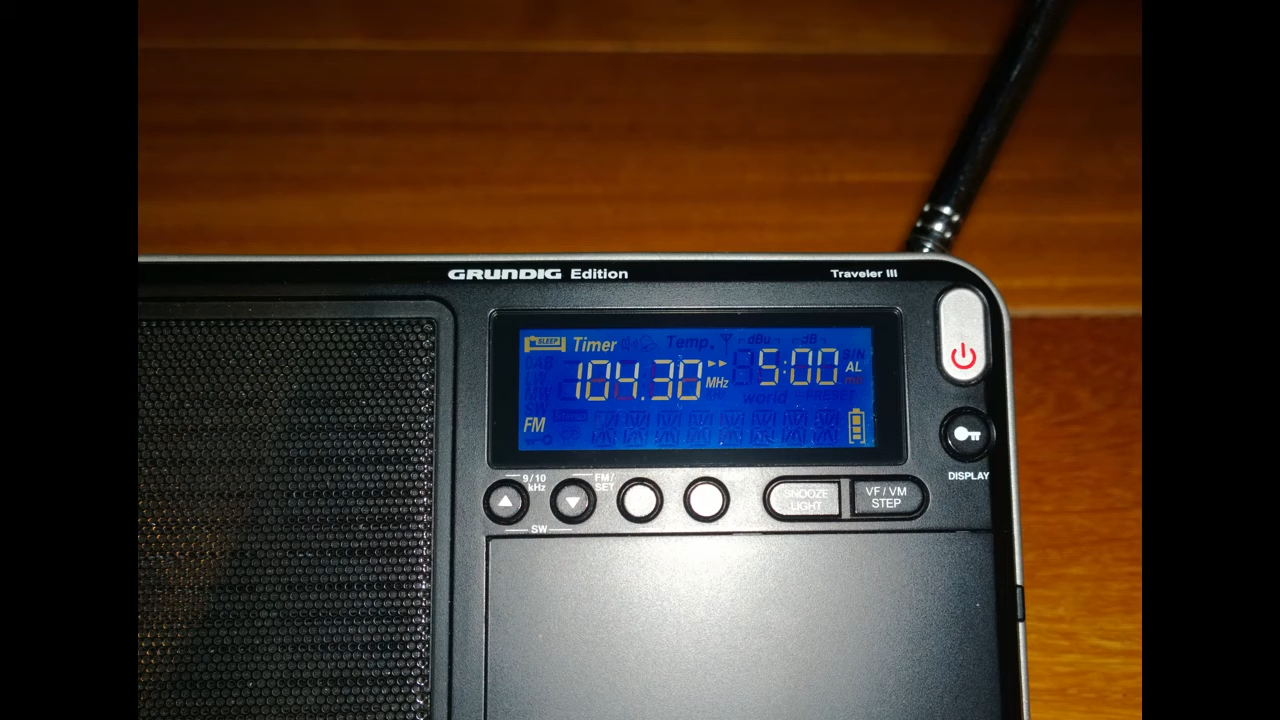 GRUNDIG Edition
Traveler III
SLEEP Timer Temp. dBu dB
104.30 MHz 5:00 AL
world PRESET
FM
DISPLAY
9/10 kHz
FM/ SET
SW
SNOOZE LIGHT
VF / VM STEP